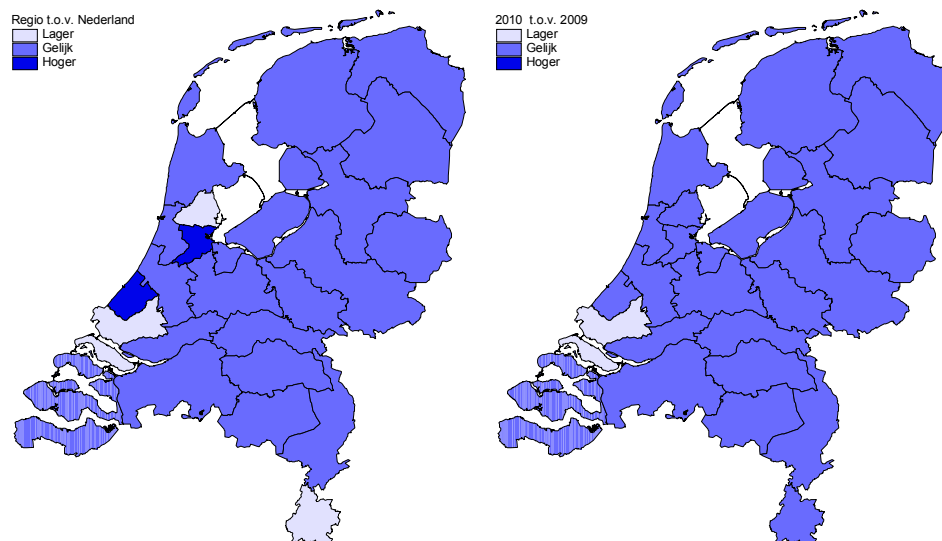 Regio t.o.v. Nederland
Lager
Gelijk
Hoger
2010 t.o.v. 2009
Lager
Gelijk
Hoger